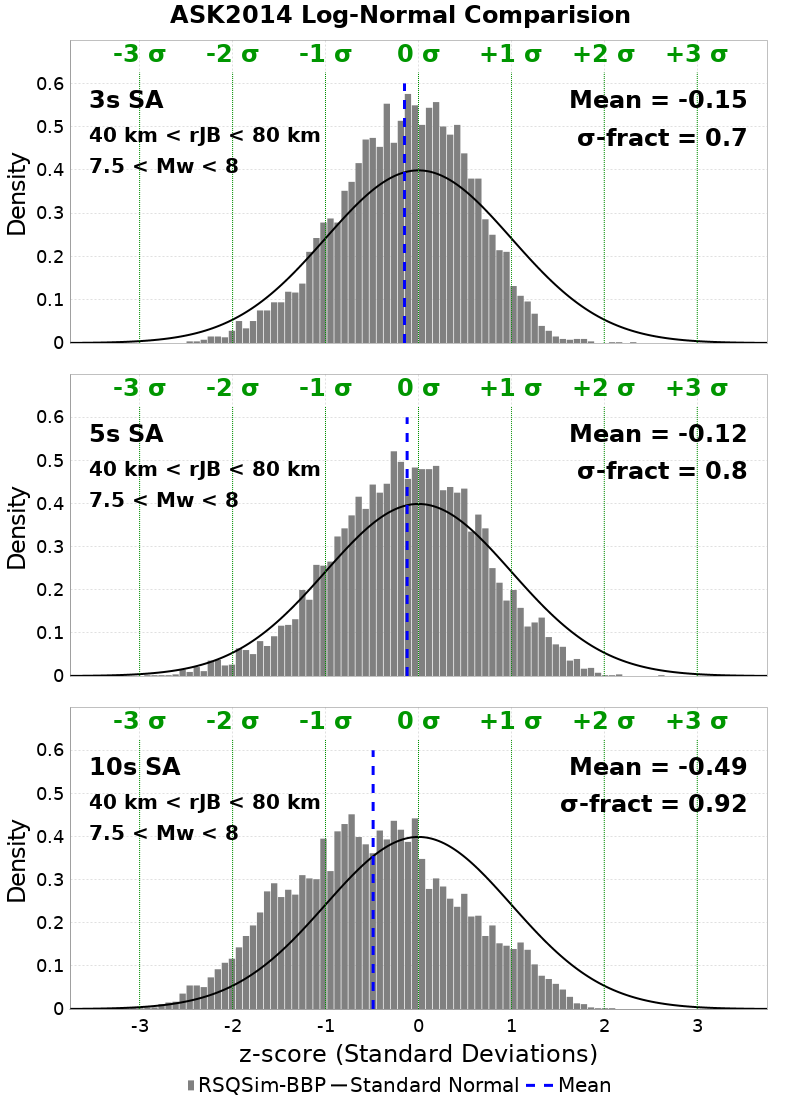 ASK2014 Log-Normal Comparision
-3 σ -2 σ -1 σ 0 σ +1 σ +2 σ +3 σ
3s SA
40 km < rJB < 80 km
7.5 < Mw < 8
Mean = -0.15
σ-fract = 0.7
0.6
0.5
0.4
0.3
0.2
0.1
0
Density
-3 σ -2 σ -1 σ 0 σ +1 σ +2 σ +3 σ
5s SA
40 km < rJB < 80 km
7.5 < Mw < 8
Mean = -0.12
σ-fract = 0.8
0.6
0.5
0.4
0.3
0.2
0.1
0
Density
-3 σ -2 σ -1 σ 0 σ +1 σ +2 σ +3 σ
10s SA
40 km < rJB < 80 km
7.5 < Mw < 8
Mean = -0.49
σ-fract = 0.92
0.6
0.5
0.4
0.3
0.2
0.1
0
Density
-3 -2 -1 0 1 2 3
z-score (Standard Deviations)
RSQSim-BBP Standard Normal Mean